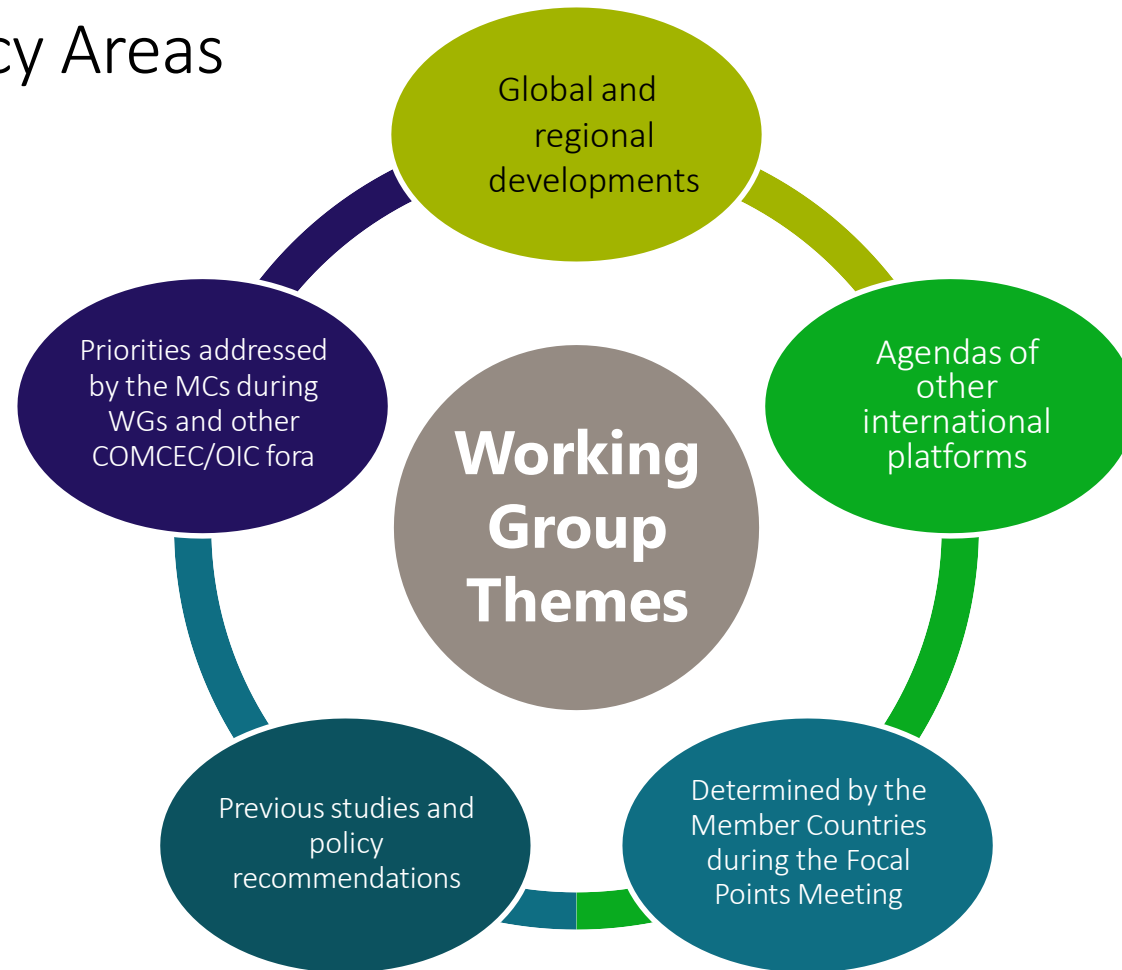 cy Areas
Global and
regional
developments
Priorities addressed
by the MCs during
WGs and other
COMCEC/OIC fora
Agendas of
other
international
platforms
Working
Group
Themes
Previous studies and
policy
recommendations
Determined by the
Member Countries
during the Focal
Points Meeting